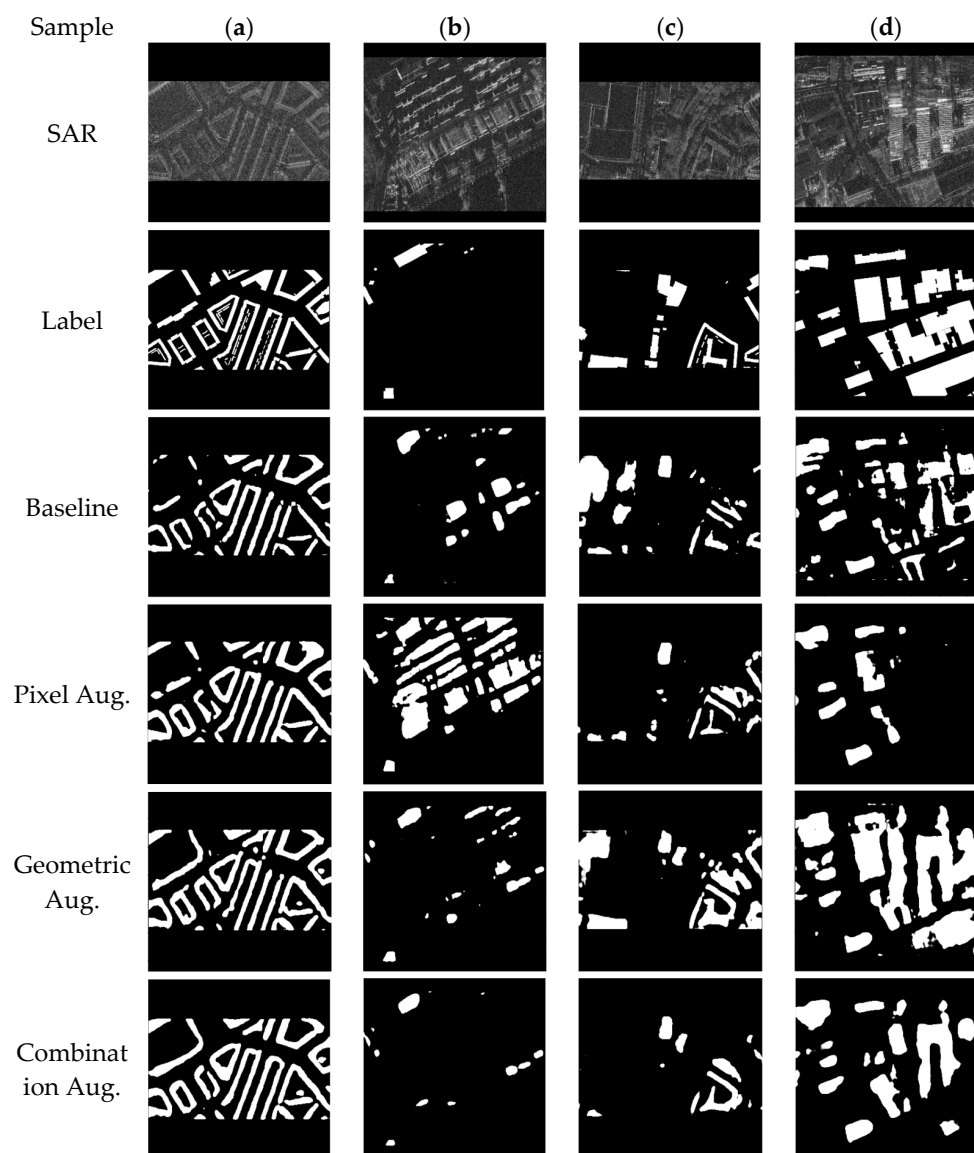 Sample (a) (b) (c) (d)
SAR
Label
Baseline
Pixel Aug.
Geometric
Aug.
Combinat
ion Aug.